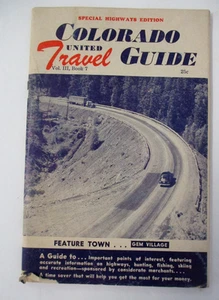 SPECIAL HIGHWAYS EDITION
COLORADO
UNITED
Travel GUIDE
Vol. III, Book 7
25c
FEATURE TOWN . . . GEM VILLAGE
A Guide to . . . important points of interest, featuring
accurate information on highways, hunting, fishing, skiing
and recreation—sponsored by considerate merchants. . . .
A time saver that will help you get the most for your money.